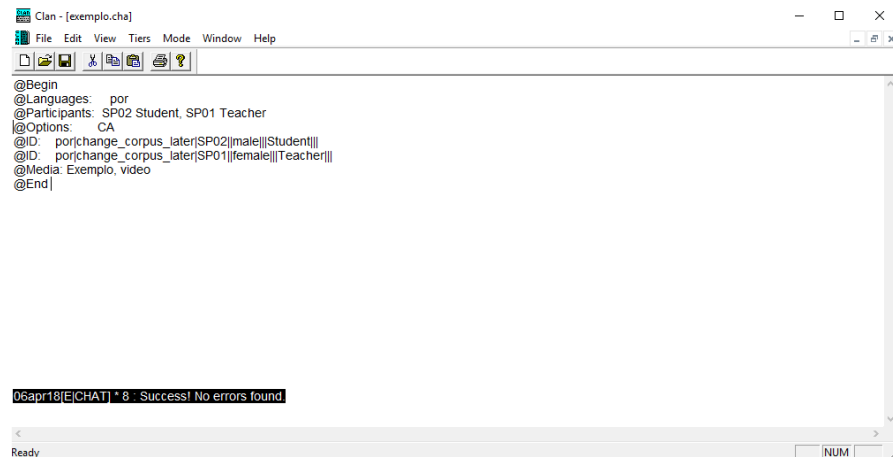 Clan - [exemplo.cha]
File Edit View Tiers Mode Window Help
@Begin
@Languages: por
@Participants: SP02 Student, SP01 Teacher
@Options: CA
@ID: por|change_corpus_later|SP02||male|||Student|||
@ID: por|change_corpus_later|SP01||female|||Teacher|||
@Media: Exemplo, video
@End
06apr18[E|CHAT] * 8 : Success! No errors found.
Ready NUM